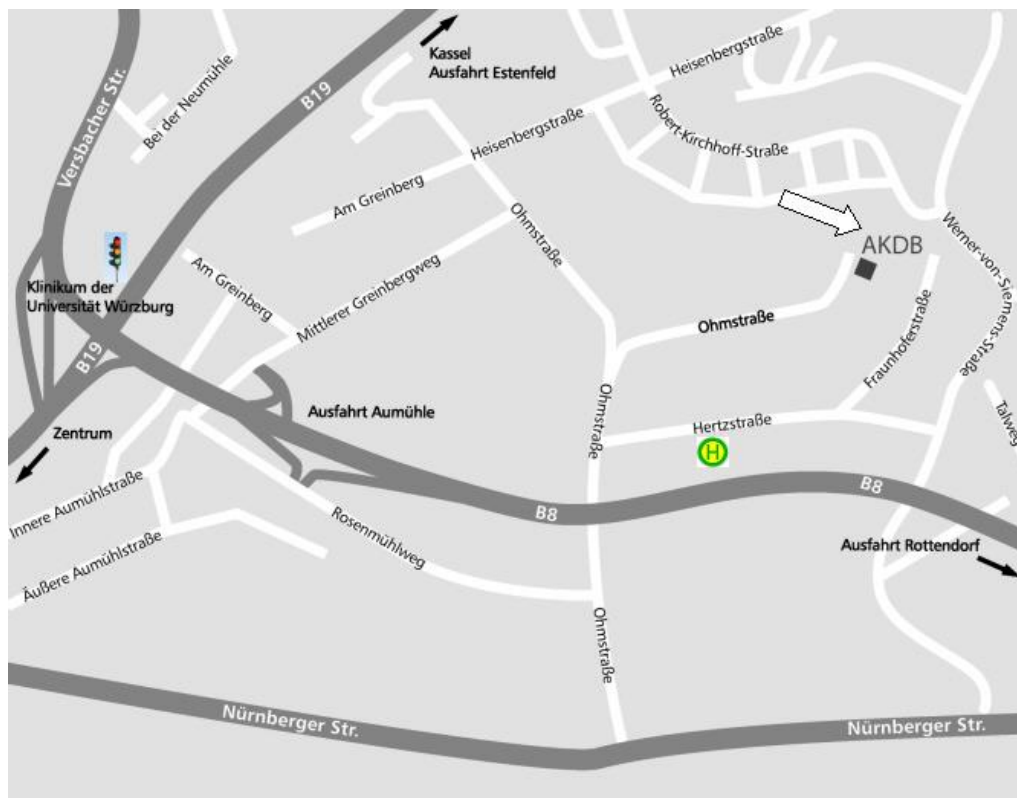 Kassel
Ausfahrt Estenfeld
Heisenbergstraße
Versbacher Str.
Bei der Neumühle
B19
Heisenbergstraße
Robert-Kirchhoff-Straße
Am Greinberg
Ohmstraße
AKDB
Werner-von-Siemens-Straße
Klinikum der
Universität Würzburg
Am Greinberg
Mittlerer Greinbergweg
Ohmstraße
Fraunhoferstraße
B19
Ausfahrt Aumühle
Ohmstraße
Hertzstraße
Talweg
Zentrum
H
B8
B8
Innere Aumühlstraße
Rosenmühlweg
Ausfahrt Rottendorf
Äußere Aumühlstraße
Ohmstraße
Nürnberger Str.
Nürnberger Str.